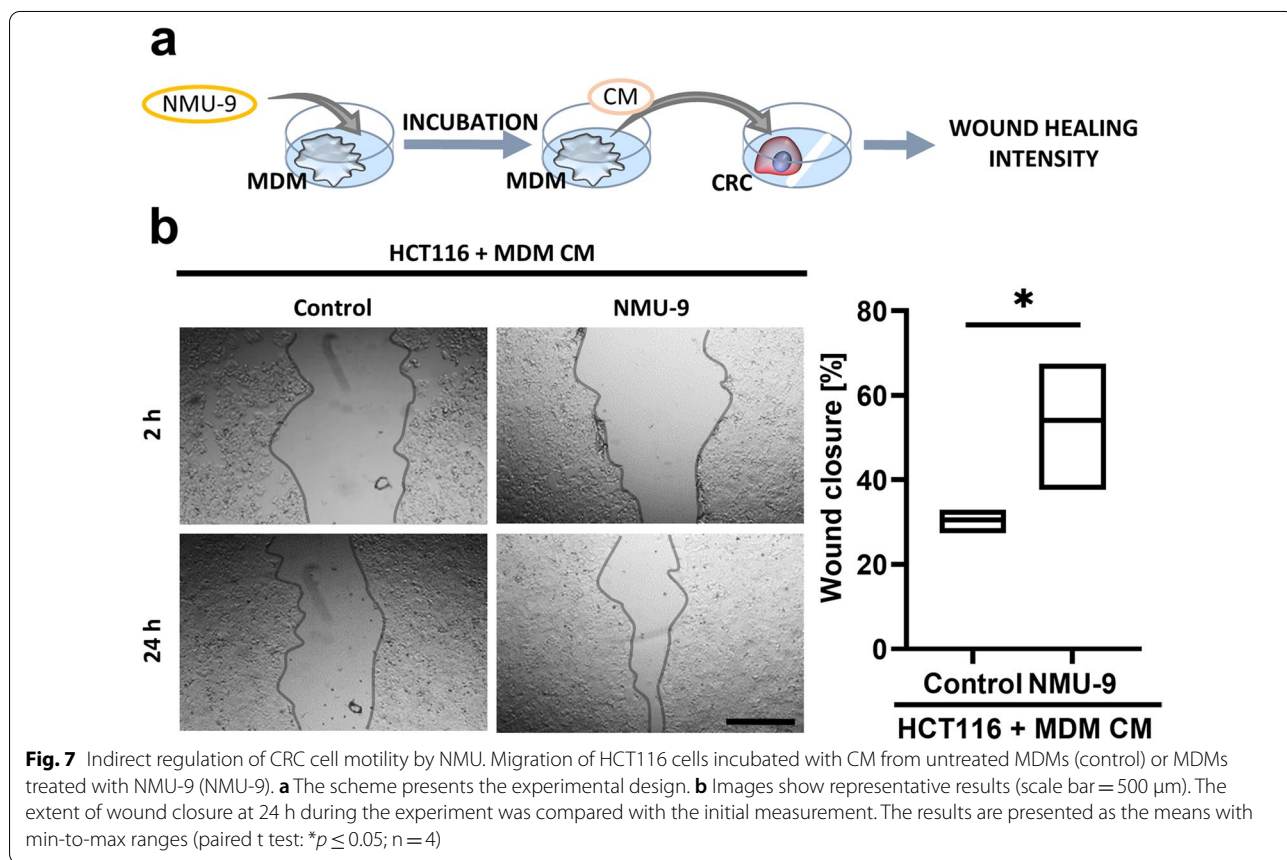 a
NMU-9
INCUBATION
CM
MDM
MDM
CRC
WOUND HEALING
INTENSITY
b
HCT116 + MDM CM
Control
NMU-9
2 h
24 h
Wound closure [%]
80
60
40
20
0
*
Control NMU-9
HCT116 + MDM CM
Fig. 7 Indirect regulation of CRC cell motility by NMU. Migration of HCT116 cells incubated with CM from untreated MDMs (control) or MDMs
treated with NMU-9 (NMU-9). a The scheme presents the experimental design. b Images show representative results (scale bar = 500 µm). The
extent of wound closure at 24 h during the experiment was compared with the initial measurement. The results are presented as the means with
min-to-max ranges (paired t test: *p ≤ 0.05; n = 4)